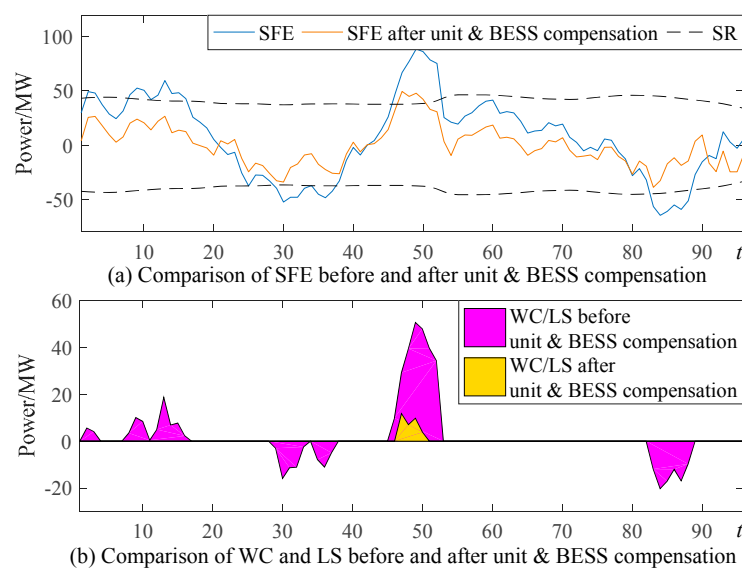 SFE SFE after unit & BESS compensation SR
Power/MW
100
50
0
-50
10 20 30 40 50 60 70 80 90 t
(a) Comparison of SFE before and after unit & BESS compensation
WC/LS before
unit & BESS compensation
WC/LS after
unit & BESS compensation
Power/MW
60
40
20
0
-20
10 20 30 40 50 60 70 80 90 t
(b) Comparison of WC and LS before and after unit & BESS compensation